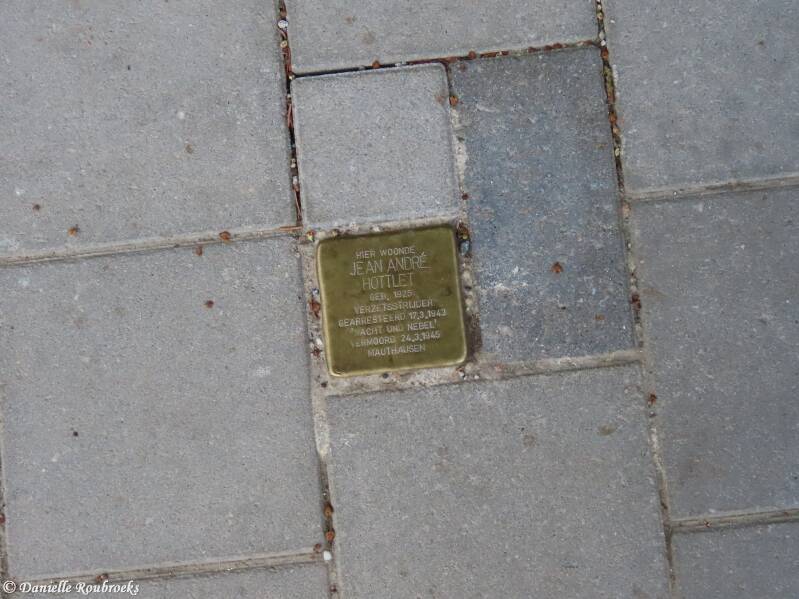 HIER WOONDE
JEAN ANDRÉ
HOTTLET
GEB. 1925
VERZETSSTRIJDER
GEARRESTEERD 17.3.1943
'NACHT UND NEBEL'
VERMOORD 24.3.1945
MAUTHAUSEN
© Danielle Roubroeks